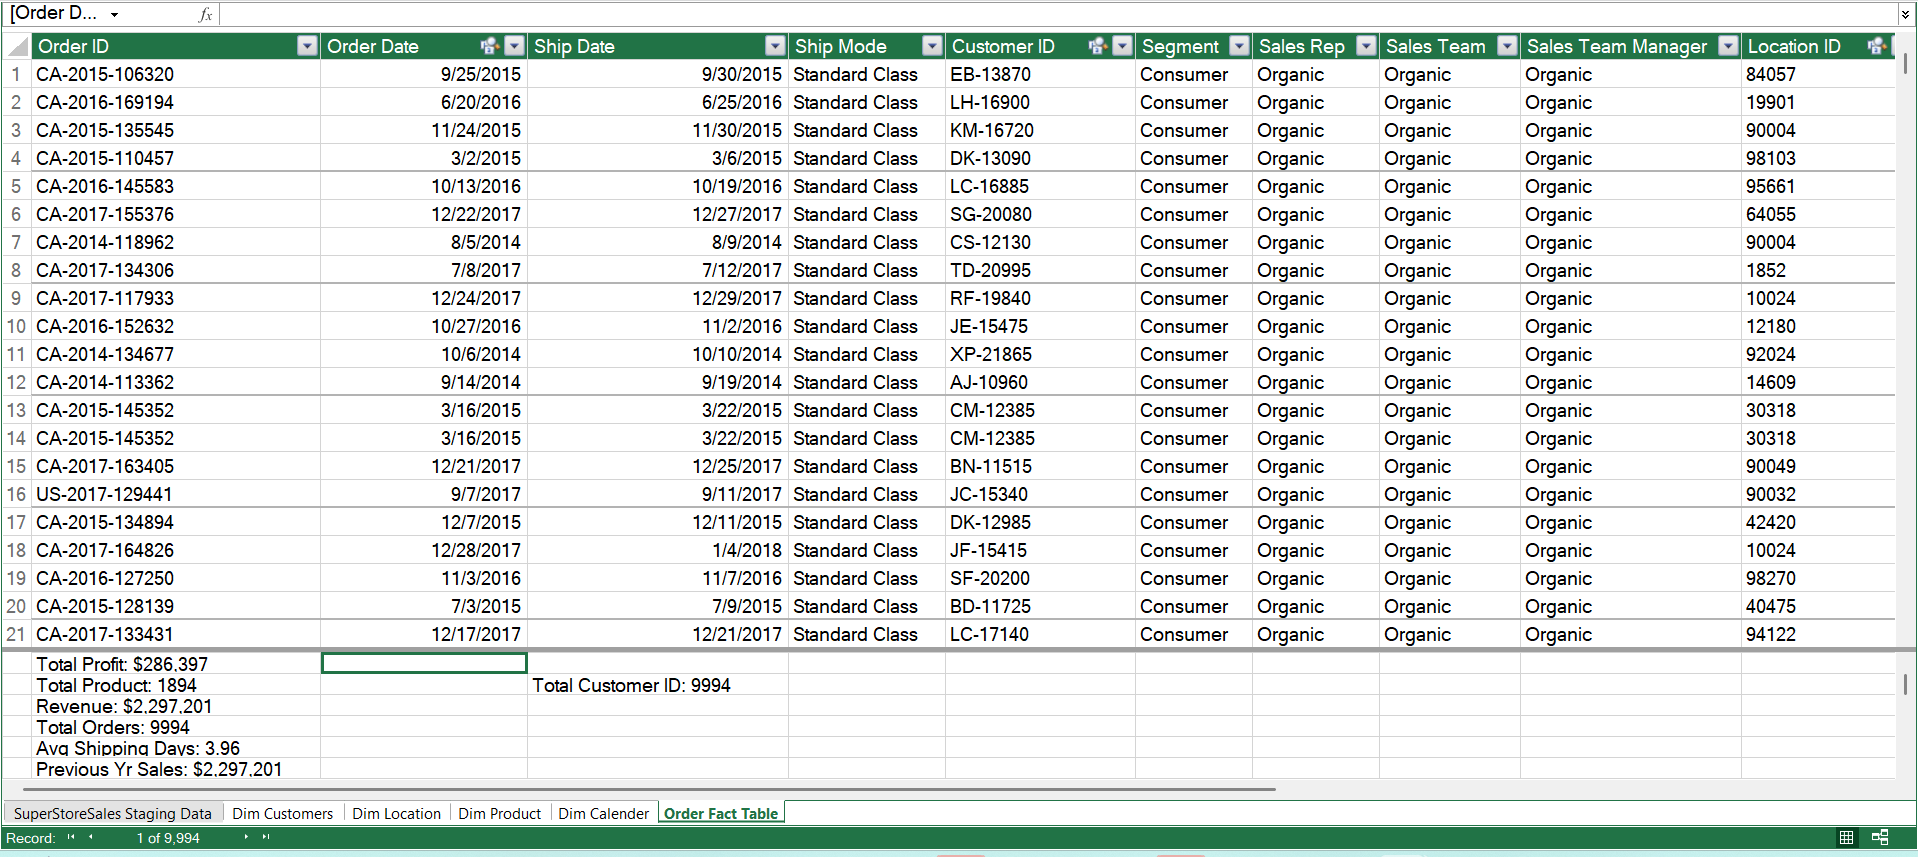 [Order D... fx
Order ID Order Date Ship Date Ship Mode Customer ID Segment Sales Rep Sales Team Sales Team Manager Location ID
1 CA-2015-106320 9/25/2015 9/30/2015 Standard Class EB-13870 Consumer Organic Organic Organic 84057
2 CA-2016-169194 6/20/2016 6/25/2016 Standard Class LH-16900 Consumer Organic Organic Organic 19901
3 CA-2015-135545 11/24/2015 11/30/2015 Standard Class KM-16720 Consumer Organic Organic Organic 90004
4 CA-2015-110457 3/2/2015 3/6/2015 Standard Class DK-13090 Consumer Organic Organic Organic 98103
5 CA-2016-145583 10/13/2016 10/19/2016 Standard Class LC-16885 Consumer Organic Organic Organic 95661
6 CA-2017-155376 12/22/2017 12/27/2017 Standard Class SG-20080 Consumer Organic Organic Organic 64055
7 CA-2014-118962 8/5/2014 8/9/2014 Standard Class CS-12130 Consumer Organic Organic Organic 90004
8 CA-2017-134306 7/8/2017 7/12/2017 Standard Class TD-20995 Consumer Organic Organic Organic 1852
9 CA-2017-117933 12/24/2017 12/29/2017 Standard Class RF-19840 Consumer Organic Organic Organic 10024
10 CA-2016-152632 10/27/2016 11/2/2016 Standard Class JE-15475 Consumer Organic Organic Organic 12180
11 CA-2014-134677 10/6/2014 10/10/2014 Standard Class XP-21865 Consumer Organic Organic Organic 92024
12 CA-2014-113362 9/14/2014 9/19/2014 Standard Class AJ-10960 Consumer Organic Organic Organic 14609
13 CA-2015-145352 3/16/2015 3/22/2015 Standard Class CM-12385 Consumer Organic Organic Organic 30318
14 CA-2015-145352 3/16/2015 3/22/2015 Standard Class CM-12385 Consumer Organic Organic Organic 30318
15 CA-2017-163405 12/21/2017 12/25/2017 Standard Class BN-11515 Consumer Organic Organic Organic 90049
16 US-2017-129441 9/7/2017 9/11/2017 Standard Class JC-15340 Consumer Organic Organic Organic 90032
17 CA-2015-134894 12/7/2015 12/11/2015 Standard Class DK-12985 Consumer Organic Organic Organic 42420
18 CA-2017-164826 12/28/2017 1/4/2018 Standard Class JF-15415 Consumer Organic Organic Organic 10024
19 CA-2016-127250 11/3/2016 11/7/2016 Standard Class SF-20200 Consumer Organic Organic Organic 98270
20 CA-2015-128139 7/3/2015 7/9/2015 Standard Class BD-11725 Consumer Organic Organic Organic 40475
21 CA-2017-133431 12/17/2017 12/21/2017 Standard Class LC-17140 Consumer Organic Organic Organic 94122
Total Profit: $286,397
Total Product: 1894 Total Customer ID: 9994
Revenue: $2,297,201
Total Orders: 9994
Avg Shipping Days: 3.96
Previous Yr Sales: $2,297,201
SuperStoreSales Staging Data Dim Customers Dim Location Dim Product Dim Calender Order Fact Table
Record: 1 of 9,994